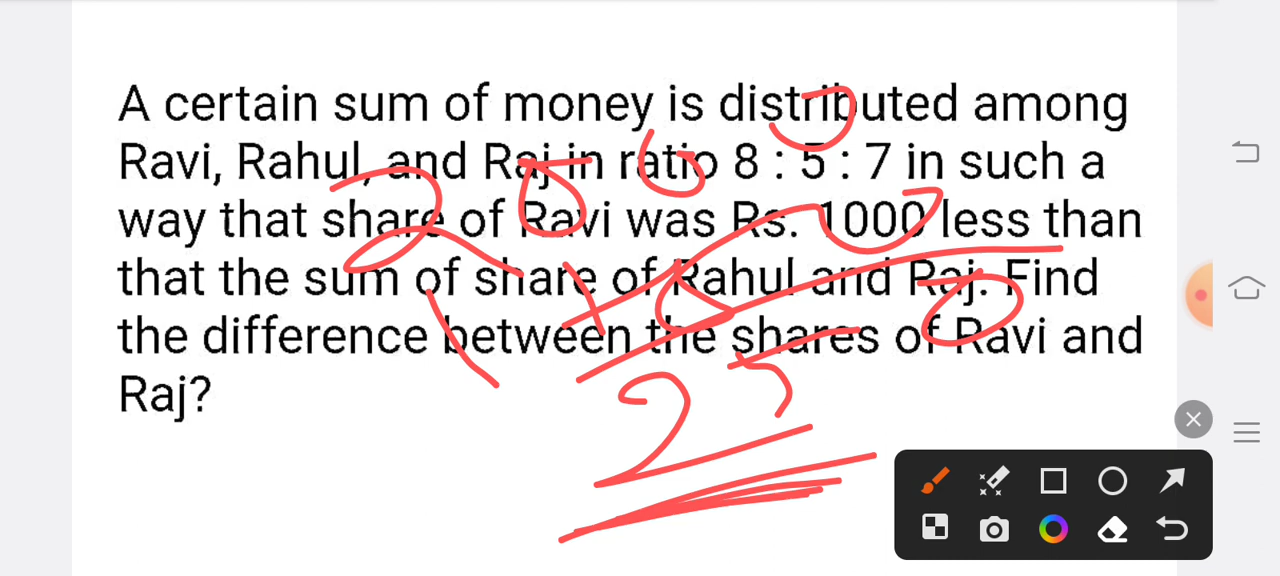 A certain sum of money is distributed among
Ravi, Rahul, and Raj in ratio 8 : 5 : 7 in such a
way that share of Ravi was Rs. 1000 less than
that the sum of share of Rahul and Raj. Find
the difference between the shares of Ravi and
Raj?